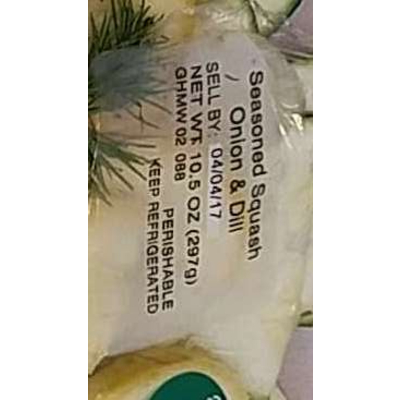 Seasoned Squash
/ Onion & Dill
SELL BY: 04/04/17
NET WT. 10.5 OZ (297g)
GHMW 02 088
PERISHABLE
KEEP REFRIGERATED